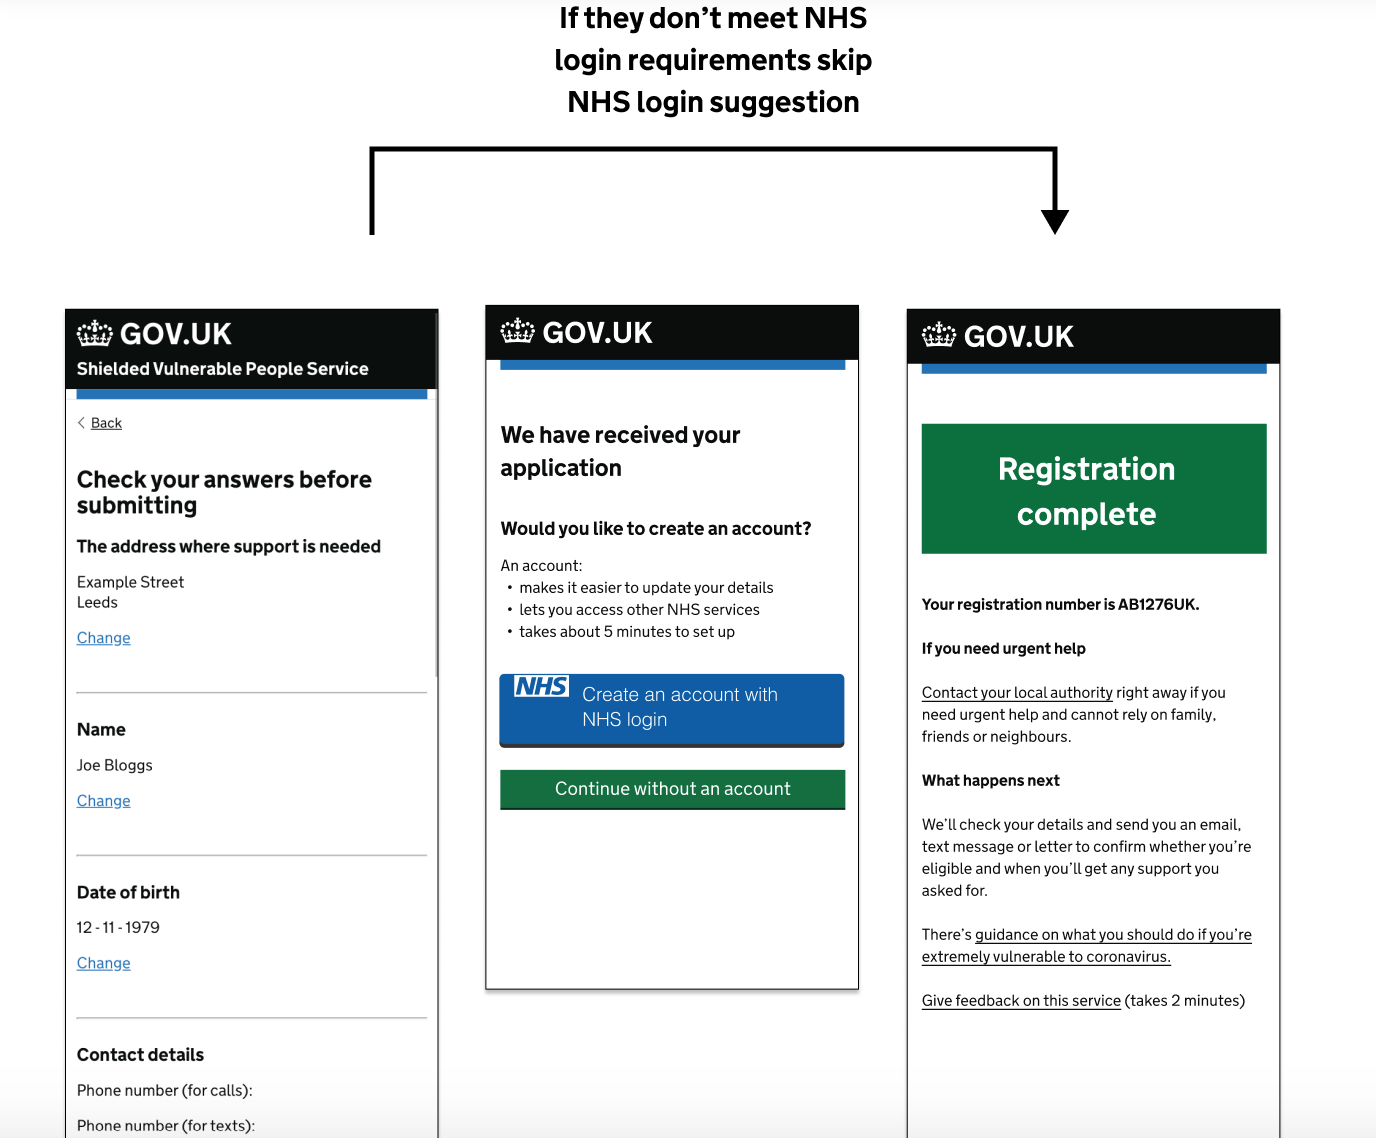 If they don't meet NHS
login requirements skip
NHS login suggestion
GOV.UK
Shielded Vulnerable People Service
Back
Check your answers before
submitting
The address where support is needed
Example Street
Leeds
Change
Name
Joe Bloggs
Change
Date of birth
12 - 11 - 1979
Change
Contact details
Phone number (for calls):
Phone number (for texts):
GOV.UK
We have received your
application
Would you like to create an account?
An account:
• makes it easier to update your details
• lets you access other NHS services
• takes about 5 minutes to set up
NHS Create an account with
NHS login
Continue without an account
GOV.UK
Registration
complete
Your registration number is AB1276UK.
If you need urgent help
Contact your local authority right away if you
need urgent help and cannot rely on family,
friends or neighbours.
What happens next
We'll check your details and send you an email,
text message or letter to confirm whether you're
eligible and when you'll get any support you
asked for.
There's guidance on what you should do if you're
extremely vulnerable to coronavirus.
Give feedback on this service (takes 2 minutes)